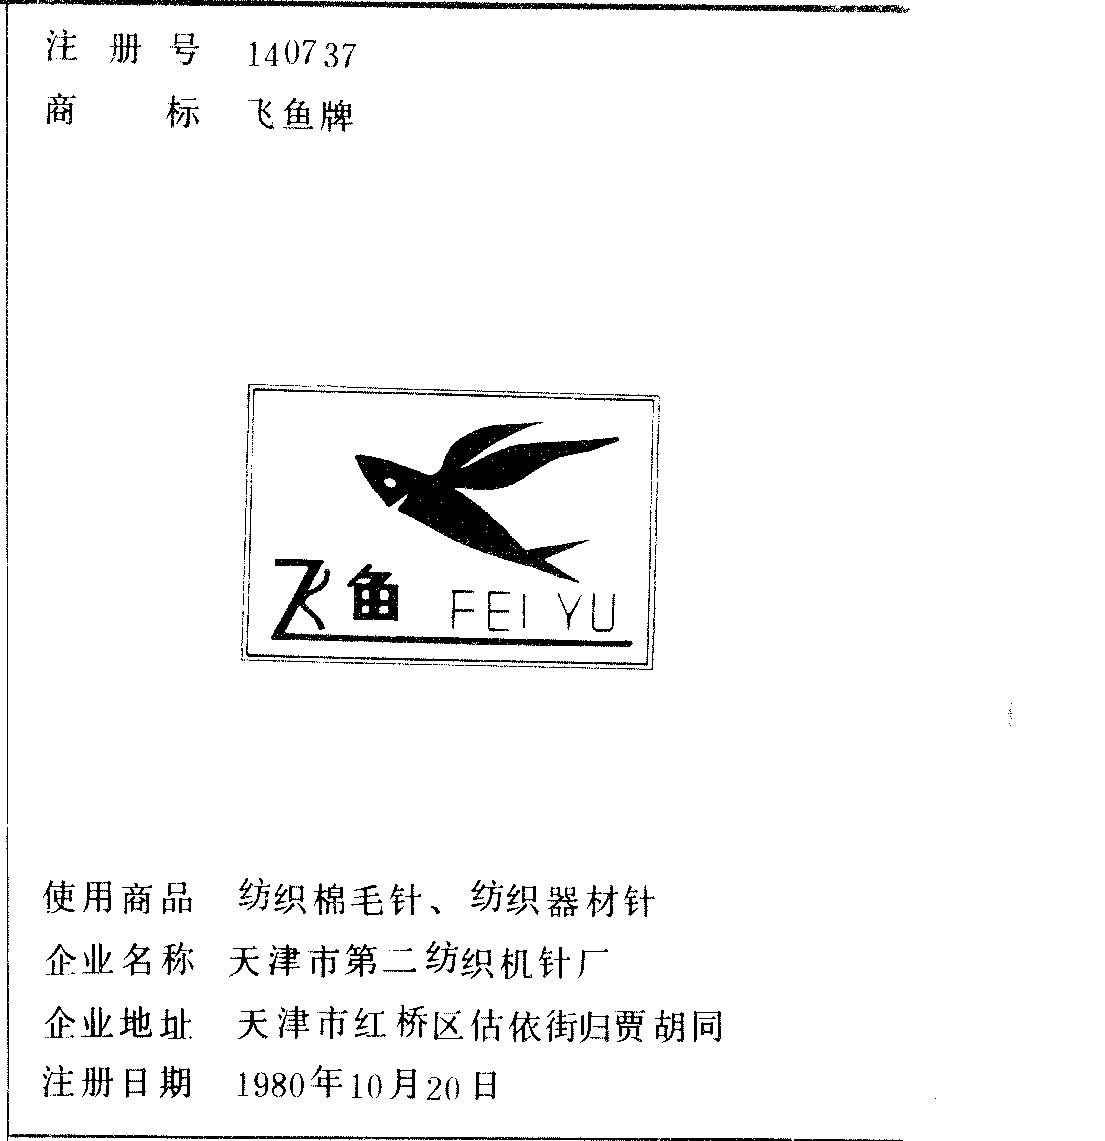 注册号 140737
商标 飞鱼牌
飞鱼 FEI YU
使用商品 纺织棉毛针、纺织器材针
企业名称 天津市第二纺织机针厂
企业地址 天津市红桥区估依街归贾胡同
注册日期 1980年10月20日